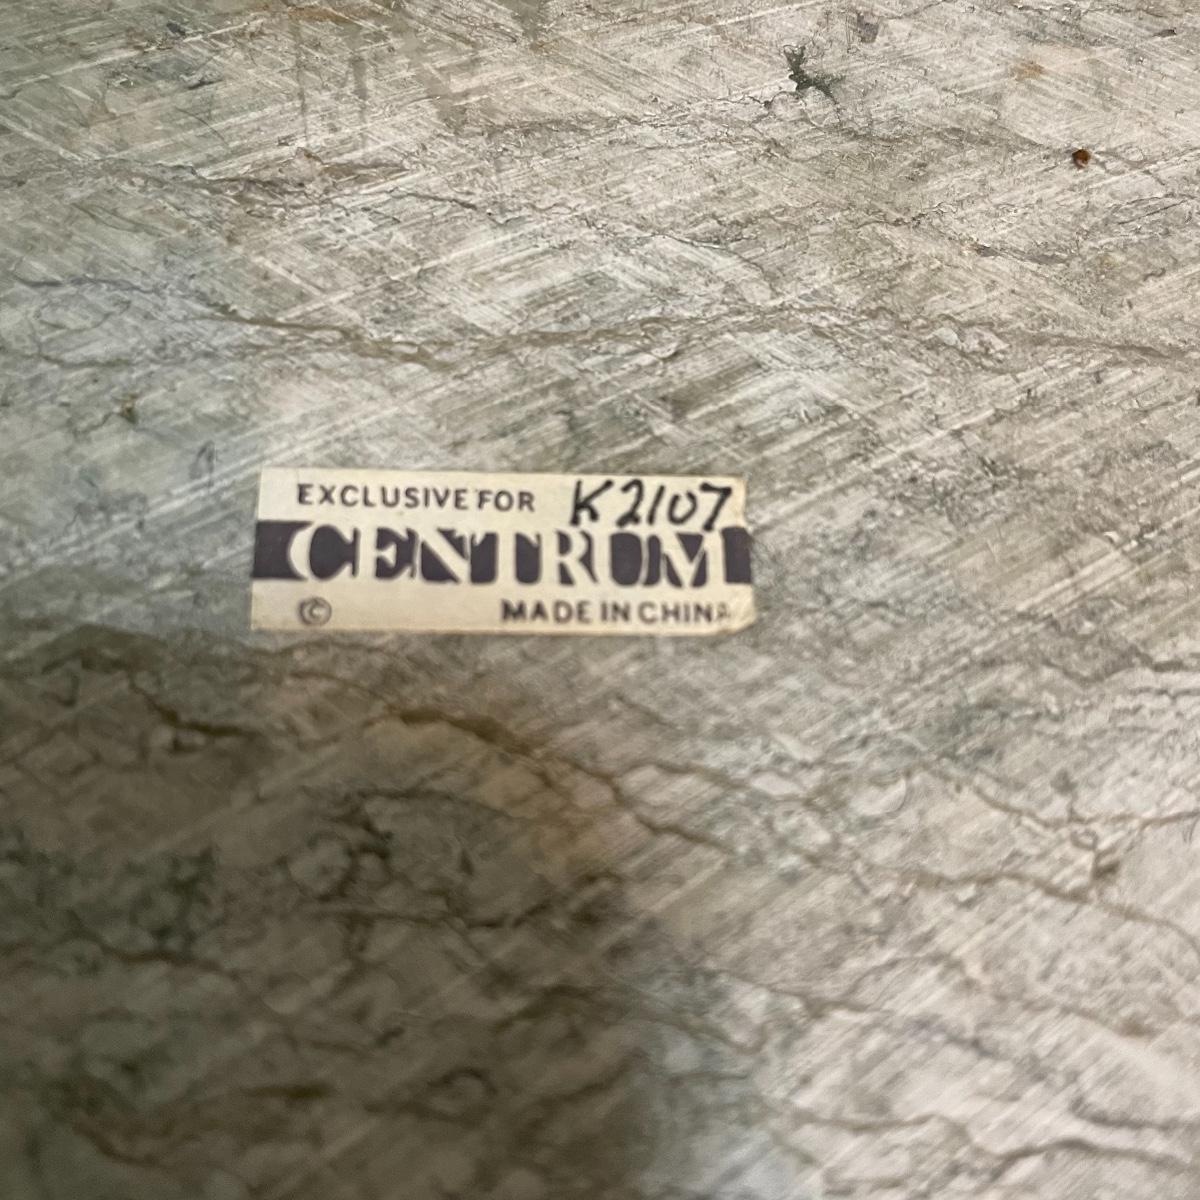 EXCLUSIVE FOR K2107
CENTRUM
© MADE IN CHINA